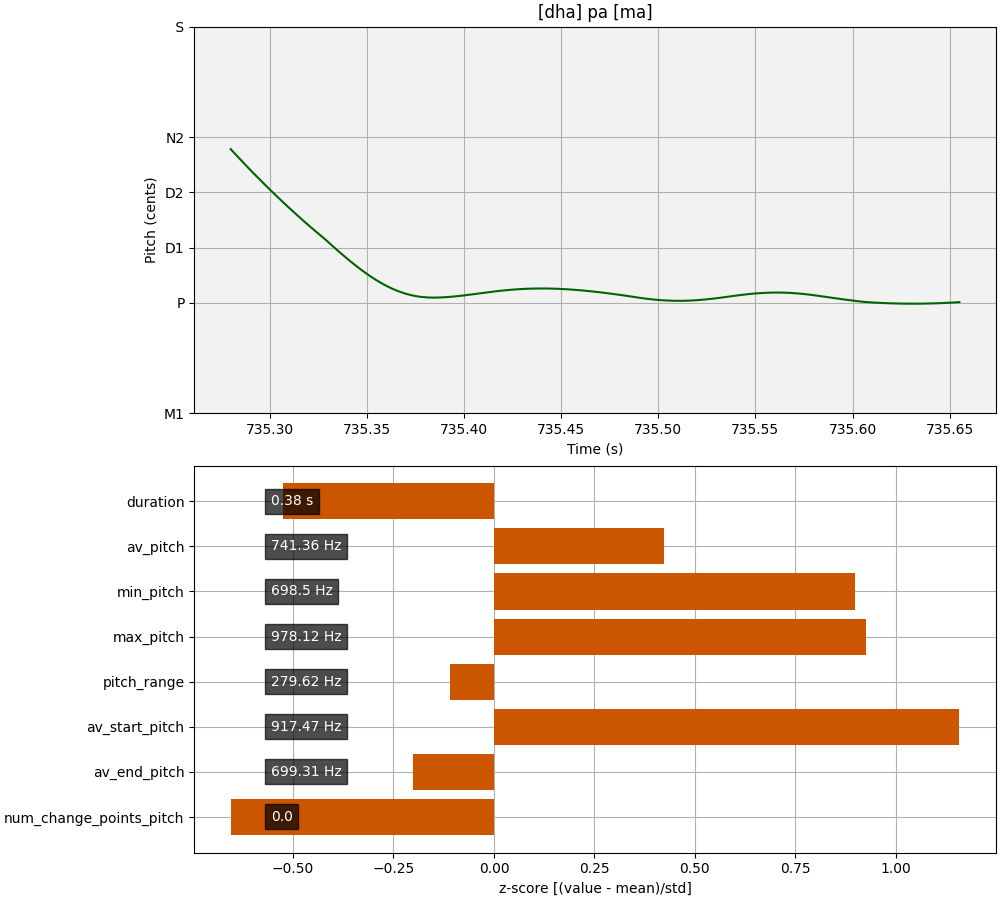 [dha] pa [ma]
S
N2
D2
D1
P
M1
Pitch (cents)
735.30 735.35 735.40 735.45 735.50 735.55 735.60 735.65
Time (s)
duration 0.38 s
av_pitch 741.36 Hz
min_pitch 698.5 Hz
max_pitch 978.12 Hz
pitch_range 279.62 Hz
av_start_pitch 917.47 Hz
av_end_pitch 699.31 Hz
num_change_points_pitch 0.0
−0.50 −0.25 0.00 0.25 0.50 0.75 1.00
z-score [(value - mean)/std]